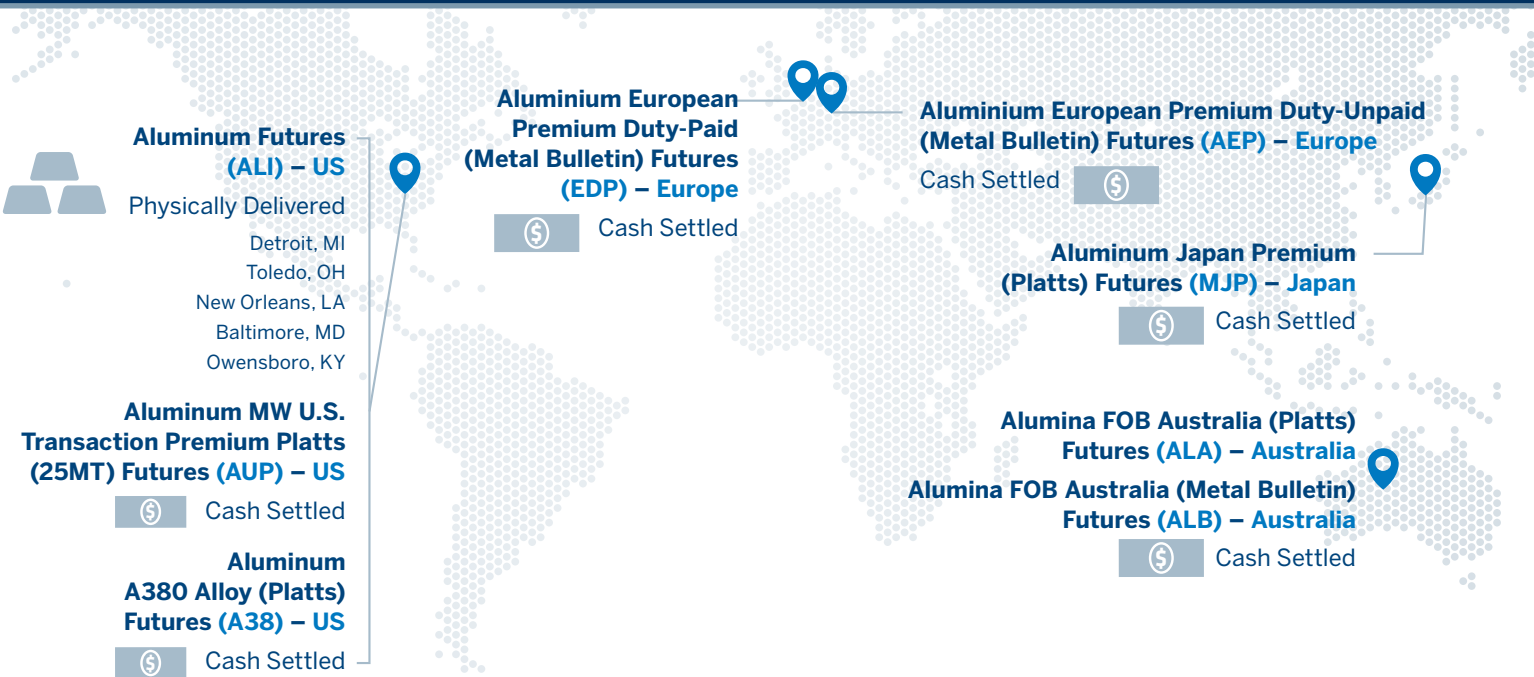 Aluminum Futures
(ALI) – US
Physically Delivered
Detroit, MI
Toledo, OH
New Orleans, LA
Baltimore, MD
Owensboro, KY
Aluminum MW U.S.
Transaction Premium Platts
(25MT) Futures (AUP) – US
$ Cash Settled
Aluminum
A380 Alloy (Platts)
Futures (A38) – US
$ Cash Settled
Aluminium European
Premium Duty-Paid
(Metal Bulletin) Futures
(EDP) – Europe
$ Cash Settled
Aluminium European Premium Duty-Unpaid
(Metal Bulletin) Futures (AEP) – Europe
Cash Settled $
Aluminum Japan Premium
(Platts) Futures (MJP) – Japan
$ Cash Settled
Alumina FOB Australia (Platts)
Futures (ALA) – Australia
Alumina FOB Australia (Metal Bulletin)
Futures (ALB) – Australia
$ Cash Settled